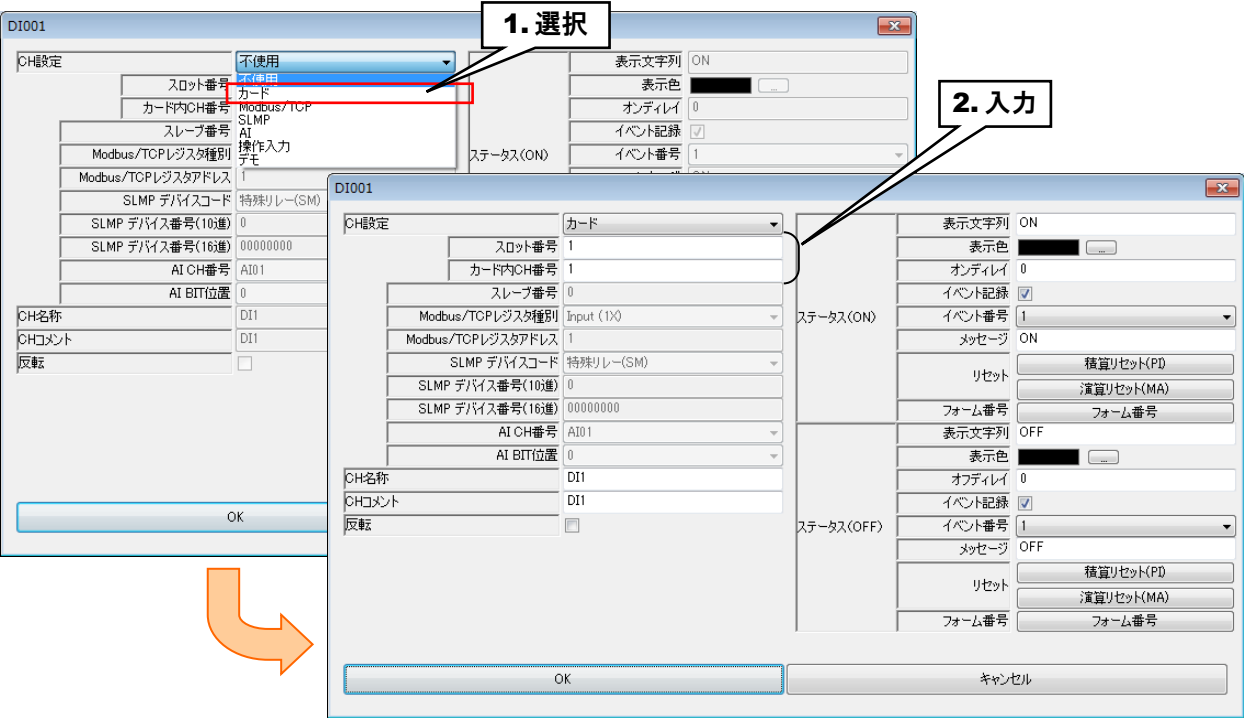 1. 選択
DI001
CH設定 不使用
不使用
カード
Modbus/TCP
SLMP
AI
操作入力
デモ
スロット番号
カード内CH番号
スレーブ番号
Modbus/TCPレジスタ種別
Modbus/TCPレジスタアドレス 1
SLMP デバイスコード 特殊リレー(SM)
SLMP デバイス番号(10進) 0
SLMP デバイス番号(16進) 00000000
AI CH番号 AI01
AI BIT位置 0
CH名称 DI1
CHコメント DI1
反転
ステータス(ON)
表示文字列 ON
表示色 ...
オンディレイ 0
イベント記録
イベント番号 1
OK
2. 入力
DI001
CH設定 カード
スロット番号 1
カード内CH番号 1
スレーブ番号 0
Modbus/TCPレジスタ種別 Input (1X)
Modbus/TCPレジスタアドレス 1
SLMP デバイスコード 特殊リレー(SM)
SLMP デバイス番号(10進) 0
SLMP デバイス番号(16進) 00000000
AI CH番号 AI01
AI BIT位置 0
CH名称 DI1
CHコメント DI1
反転
ステータス(ON)
表示文字列 ON
表示色 ...
オンディレイ 0
イベント記録
イベント番号 1
メッセージ ON
リセット 積算リセット(PI)
演算リセット(MA)
フォーム番号 フォーム番号
ステータス(OFF)
表示文字列 OFF
表示色 ...
オフディレイ 0
イベント記録
イベント番号 1
メッセージ OFF
リセット 積算リセット(PI)
演算リセット(MA)
フォーム番号 フォーム番号
OK キャンセル